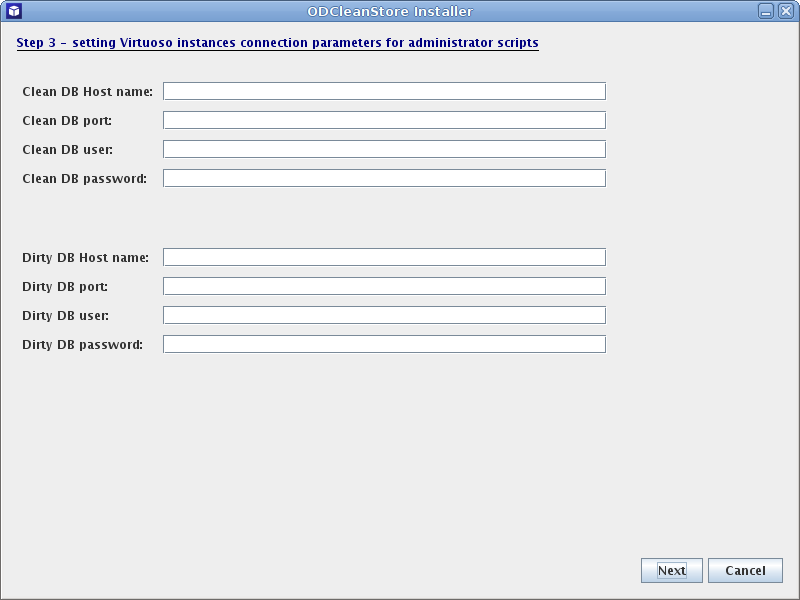 ODCleanStore Installer
Step 3 - setting Virtuoso instances connection parameters for administrator scripts
Clean DB Host name:
Clean DB port:
Clean DB user:
Clean DB password:
Dirty DB Host name:
Dirty DB port:
Dirty DB user:
Dirty DB password:
Next Cancel